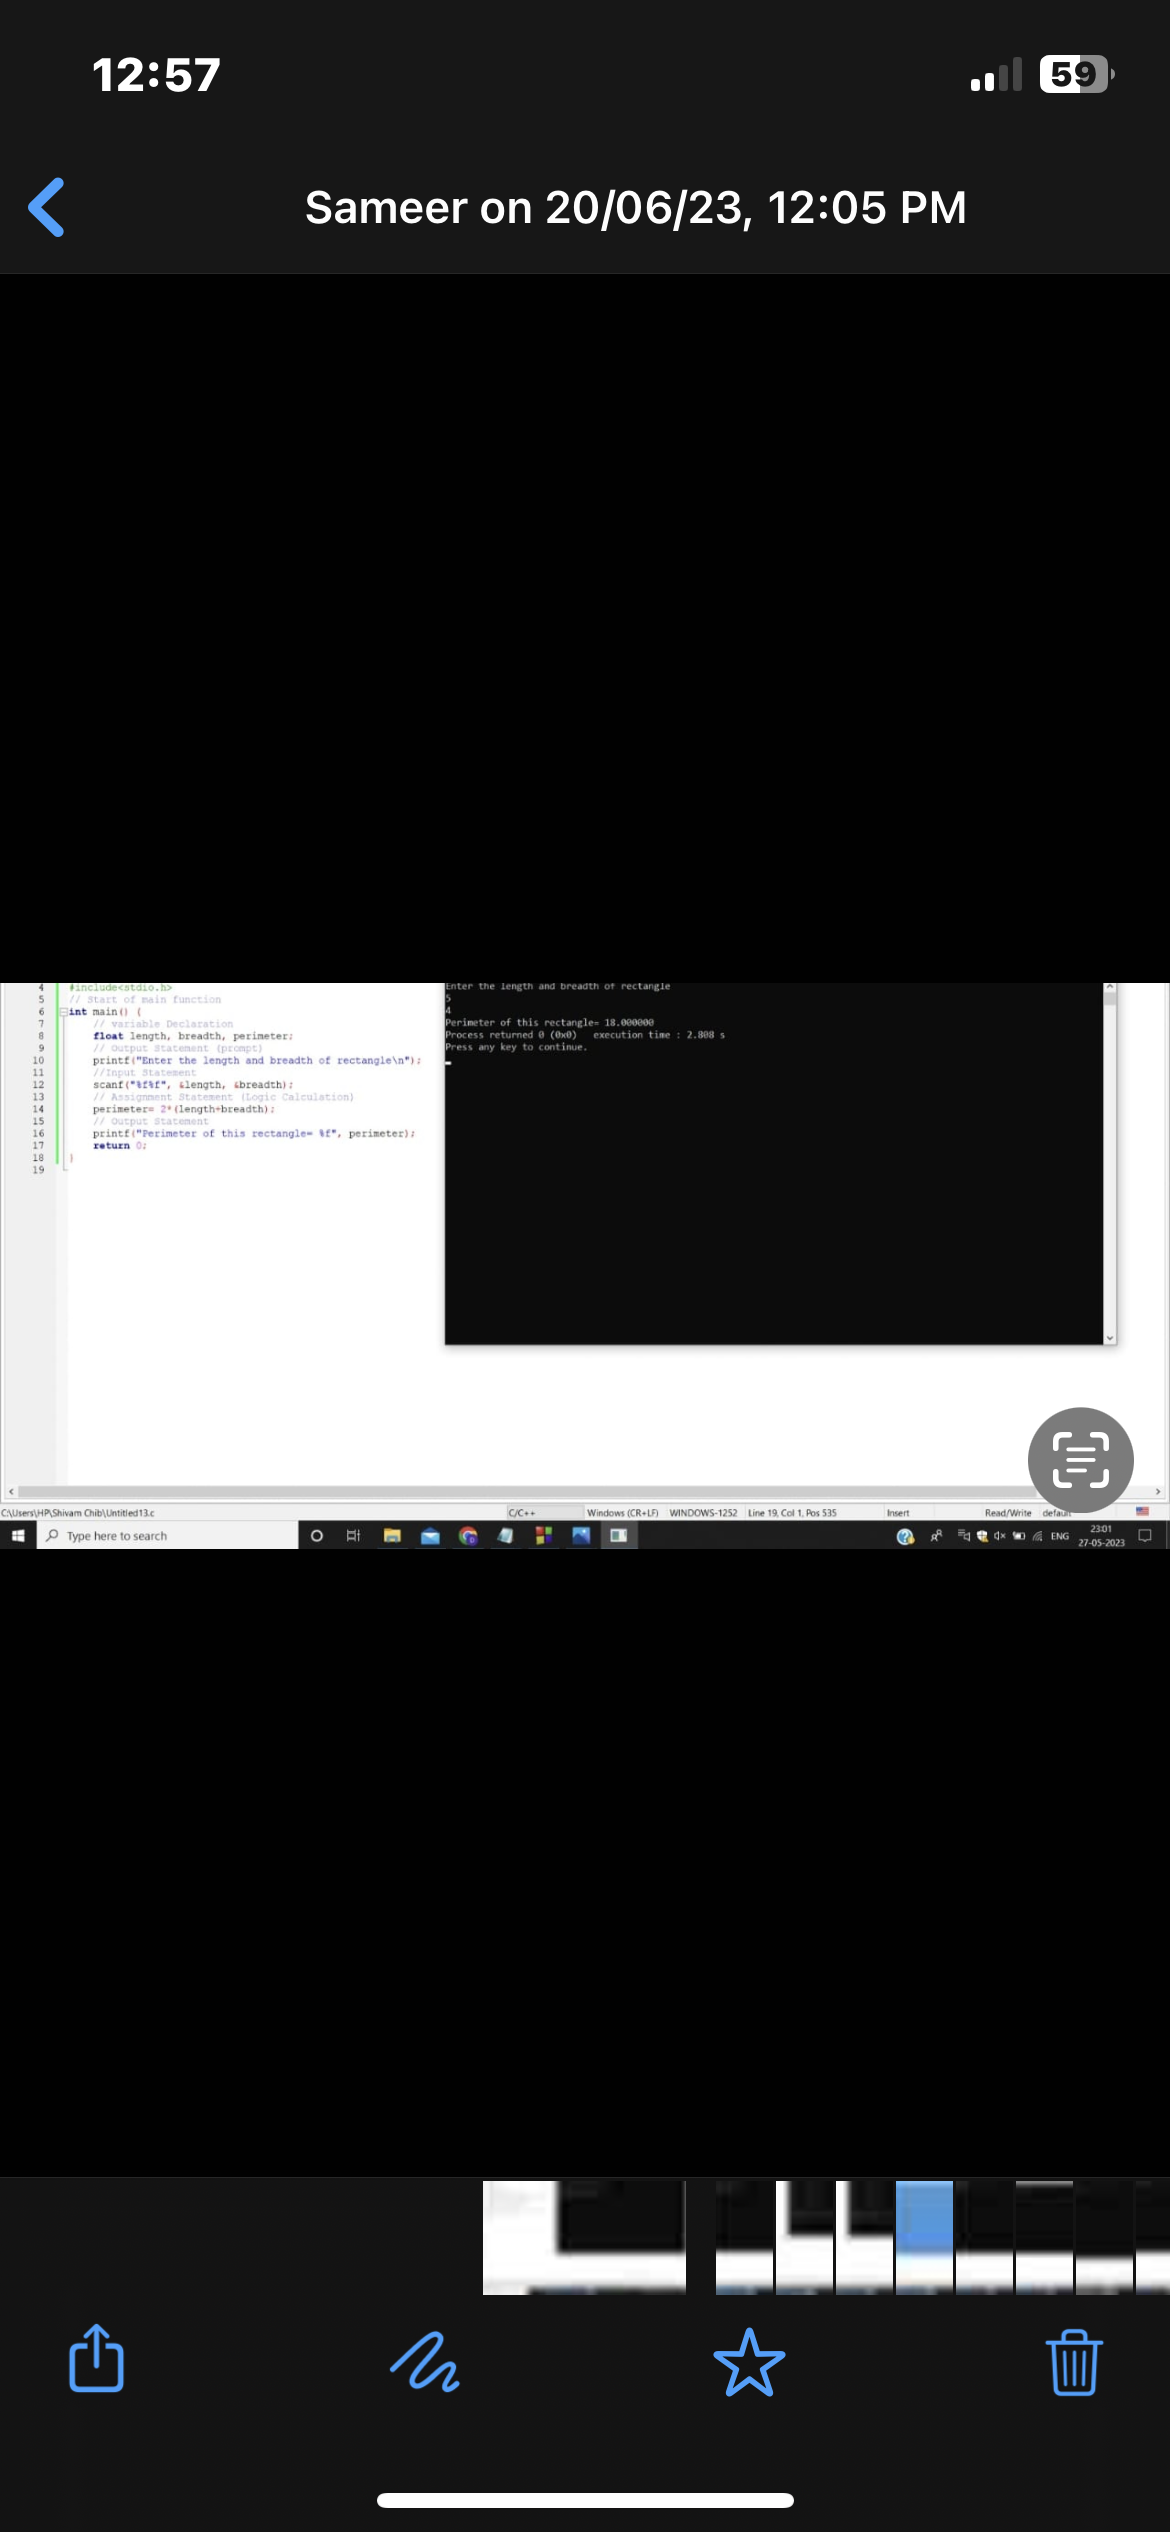 12:57
59
Sameer on 20/06/23, 12:05 PM
4 #include<stdio.h>
5 // Start of main function
6 int main() {
7 // variable Declaration
8 float length, breadth, perimeter;
9 // Output Statement (prompt)
10 printf("Enter the length and breadth of rectangle\n");
11 //Input Statement
12 scanf("%f%f", &length, &breadth);
13 // Assignment Statement (Logic Calculation)
14 perimeter= 2*(length+breadth);
15 // Output Statement
16 printf("Perimeter of this rectangle= %f", perimeter);
17 return 0;
18 }
19
Enter the length and breadth of rectangle
5
4
Perimeter of this rectangle= 18.000000
Process returned 0 (0x0) execution time : 2.808 s
Press any key to continue.
C:\Users\HP\Shivam Chib\Untitled13.c C/C++ Windows (CR+LF) WINDOWS-1252 Line 19, Col 1, Pos 535 Insert Read/Write default
Type here to search ENG 23:01
27-05-2023